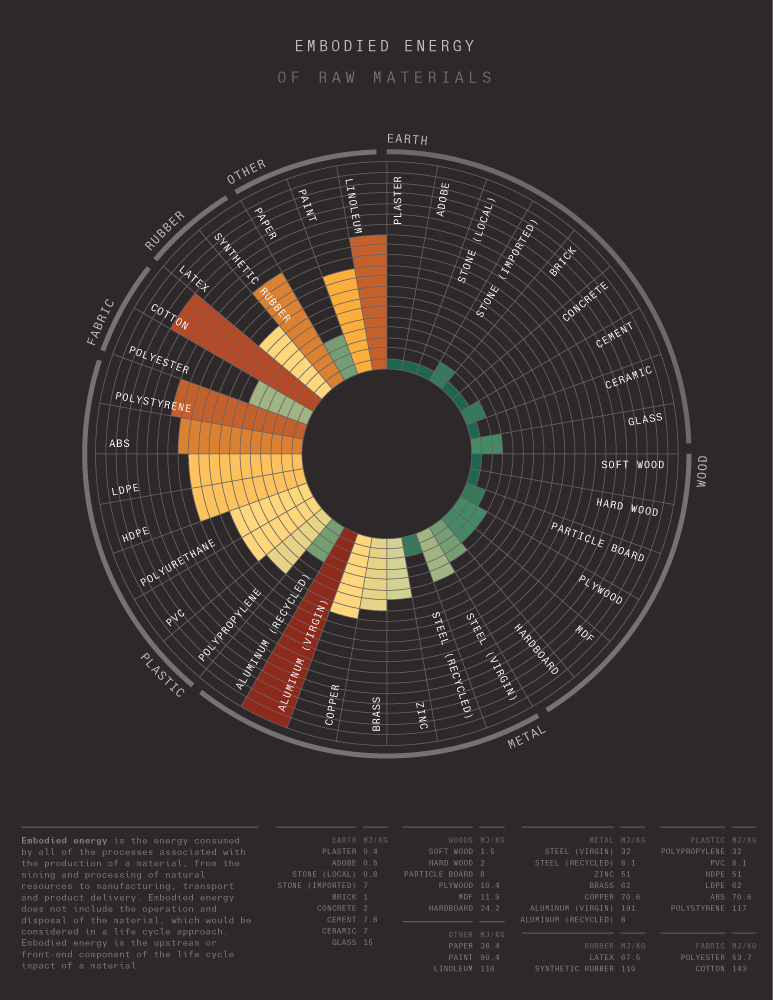 EMBODIED ENERGY
OF RAW MATERIALS
EARTH
PLASTER
ADOBE
STONE (LOCAL)
STONE (IMPORTED)
BRICK
CONCRETE
CEMENT
CERAMIC
GLASS
WOOD
SOFT WOOD
HARD WOOD
PARTICLE BOARD
PLYWOOD
MDF
HARDBOARD
METAL
STEEL (VIRGIN)
STEEL (RECYCLED)
ZINC
BRASS
COPPER
ALUMINUM (VIRGIN)
ALUMINUM (RECYCLED)
PLASTIC
POLYPROPYLENE
PVC
POLYURETHANE
HDPE
LDPE
ABS
POLYSTYRENE
FABRIC
POLYESTER
COTTON
RUBBER
LATEX
SYNTHETIC RUBBER
OTHER
PAPER
PAINT
LINOLEUM
Embodied energy is the energy consumed
by all of the processes associated with
the production of a material, from the
mining and processing of natural
resources to manufacturing, transport
and product delivery. Embodied energy
does not include the operation and
disposal of the material, which would be
considered in a life cycle approach.
Embodied energy is the upstream or
front-end component of the life cycle
impact of a material.
EARTH MJ/KG
PLASTER 0.4
ADOBE 0.5
STONE (LOCAL) 0.8
STONE (IMPORTED) 7
BRICK 1
CONCRETE 2
CEMENT 7.8
CERAMIC 7
GLASS 15
WOODS MJ/KG
SOFT WOOD 1.5
HARD WOOD 2
PARTICLE BOARD 8
PLYWOOD 10.4
MDF 11.9
HARDBOARD 24.2
OTHER MJ/KG
PAPER 36.4
PAINT 90.4
LINOLEUM 116
METAL MJ/KG
STEEL (VIRGIN) 32
STEEL (RECYCLED) 8.1
ZINC 51
BRASS 62
COPPER 70.6
ALUMINUM (VIRGIN) 191
ALUMINUM (RECYCLED) 8
RUBBER MJ/KG
LATEX 67.5
SYNTHETIC RUBBER 110
PLASTIC MJ/KG
POLYPROPYLENE 32
PVC 8.1
HDPE 51
LDPE 62
ABS 70.6
POLYSTYRENE 117
FABRIC MJ/KG
POLYESTER 53.7
COTTON 143